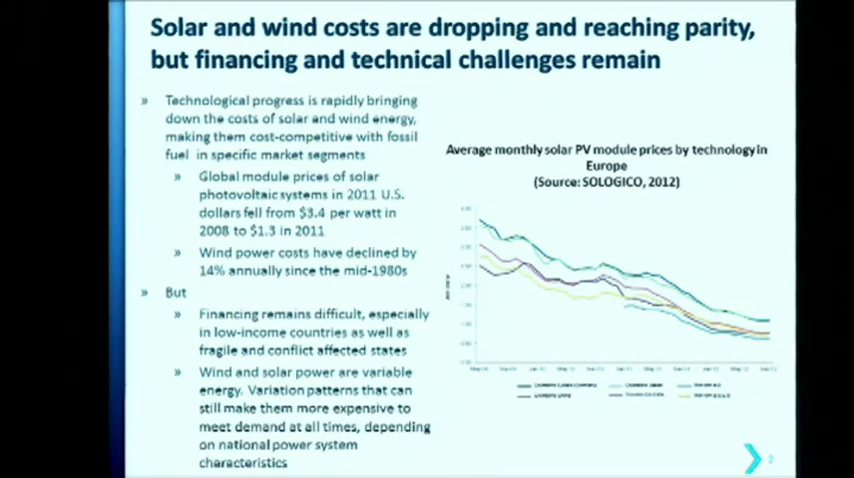 Solar and wind costs are dropping and reaching parity,
but financing and technical challenges remain
» Technological progress is rapidly bringing
down the costs of solar and wind energy,
making them cost-competitive with fossil
fuel in specific market segments
» Global module prices of solar
photovoltaic systems in 2011 U.S.
dollars fell from $3.4 per watt in
2008 to $1.3 in 2011
» Wind power costs have declined by
14% annually since the mid-1980s
» But
» Financing remains difficult, especially
in low-income countries as well as
fragile and conflict affected states
» Wind and solar power are variable
energy. Variation patterns that can
still make them more expensive to
meet demand at all times, depending
on national power system
characteristics
Average monthly solar PV module prices by technology in
Europe
(Source: SOLOGICO, 2012)